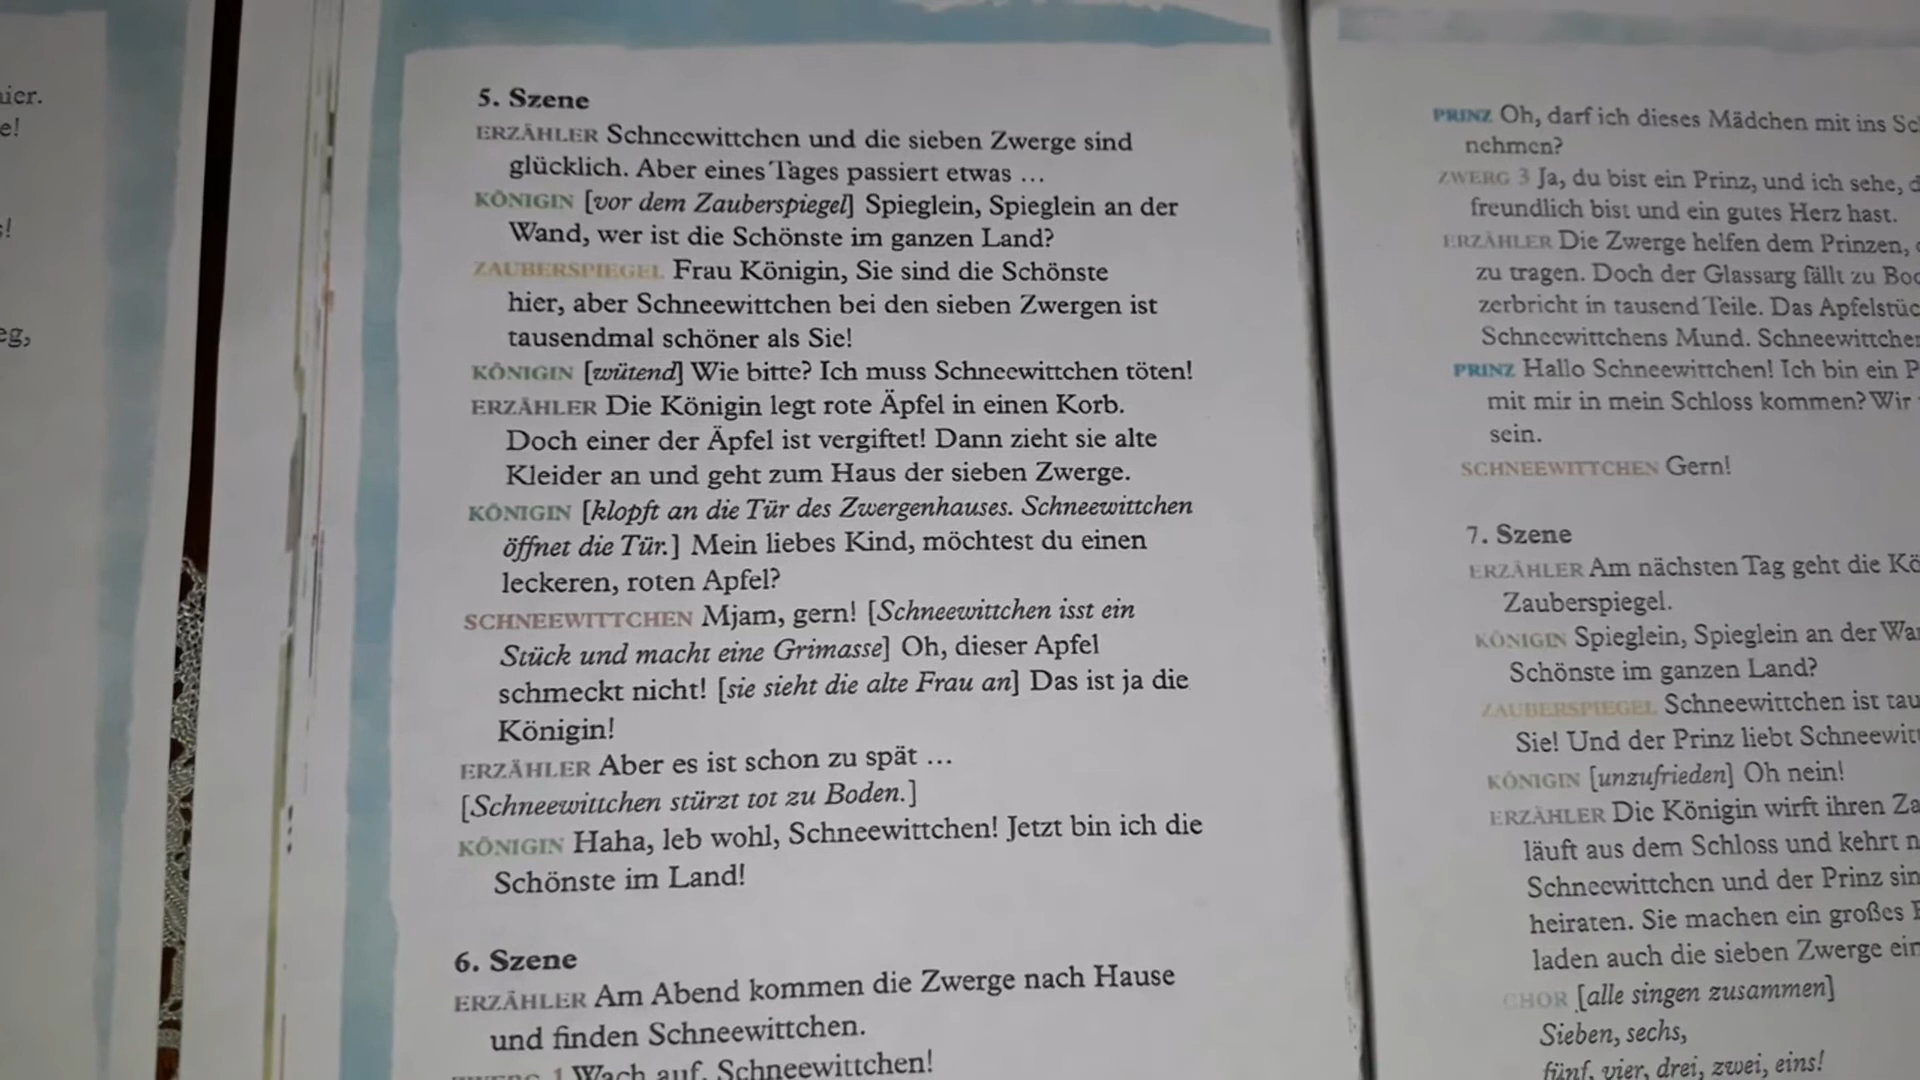 hier.
e!
s!
eg,
5. Szene
ERZÄHLER Schneewittchen und die sieben Zwerge sind
glücklich. Aber eines Tages passiert etwas ...
KÖNIGIN [vor dem Zauberspiegel] Spieglein, Spieglein an der
Wand, wer ist die Schönste im ganzen Land?
ZAUBERSPIEGEL Frau Königin, Sie sind die Schönste
hier, aber Schneewittchen bei den sieben Zwergen ist
tausendmal schöner als Sie!
KÖNIGIN [wütend] Wie bitte? Ich muss Schneewittchen töten!
ERZÄHLER Die Königin legt rote Äpfel in einen Korb.
Doch einer der Äpfel ist vergiftet! Dann zieht sie alte
Kleider an und geht zum Haus der sieben Zwerge.
KÖNIGIN [klopft an die Tür des Zwergenhauses. Schneewittchen
öffnet die Tür.] Mein liebes Kind, möchtest du einen
leckeren, roten Apfel?
SCHNEEWITTCHEN Mjam, gern! [Schneewittchen isst ein
Stück und macht eine Grimasse] Oh, dieser Apfel
schmeckt nicht! [sie sieht die alte Frau an] Das ist ja die
Königin!
ERZÄHLER Aber es ist schon zu spät ...
[Schneewittchen stürzt tot zu Boden.]
KÖNIGIN Haha, leb wohl, Schneewittchen! Jetzt bin ich die
Schönste im Land!
6. Szene
ERZÄHLER Am Abend kommen die Zwerge nach Hause
und finden Schneewittchen.
ZWERG 1 Wach auf, Schneewittchen!
PRINZ Oh, darf ich dieses Mädchen mit ins
nehmen?
ZWERG 3 Ja, du bist ein Prinz, und ich sehe,
freundlich bist und ein gutes Herz hast.
ERZÄHLER Die Zwerge helfen dem Prinzen,
zu tragen. Doch der Glassarg fällt zu
zerbricht in tausend Teile. Das
Schneewittchens Mund.
PRINZ Hallo Schneewittchen! Ich bin ein
mit mir in mein Schloss kommen? Wir
sein.
SCHNEEWITTCHEN Gern!
7. Szene
ERZÄHLER Am nächsten Tag geht die
Zauberspiegel.
KÖNIGIN Spieglein, Spieglein an der
Schönste im ganzen Land?
ZAUBERSPIEGEL Schneewittchen ist
Sie! Und der Prinz liebt
KÖNIGIN [unzufrieden] Oh nein!
ERZÄHLER Die Königin wirft ihren
läuft aus dem Schloss und kehrt
Schneewittchen und der Prinz
heiraten. Sie machen ein großes
laden auch die sieben Zwerge
CHOR [alle singen zusammen]
Sieben, sechs,
fünf, vier, drei, zwei, eins!